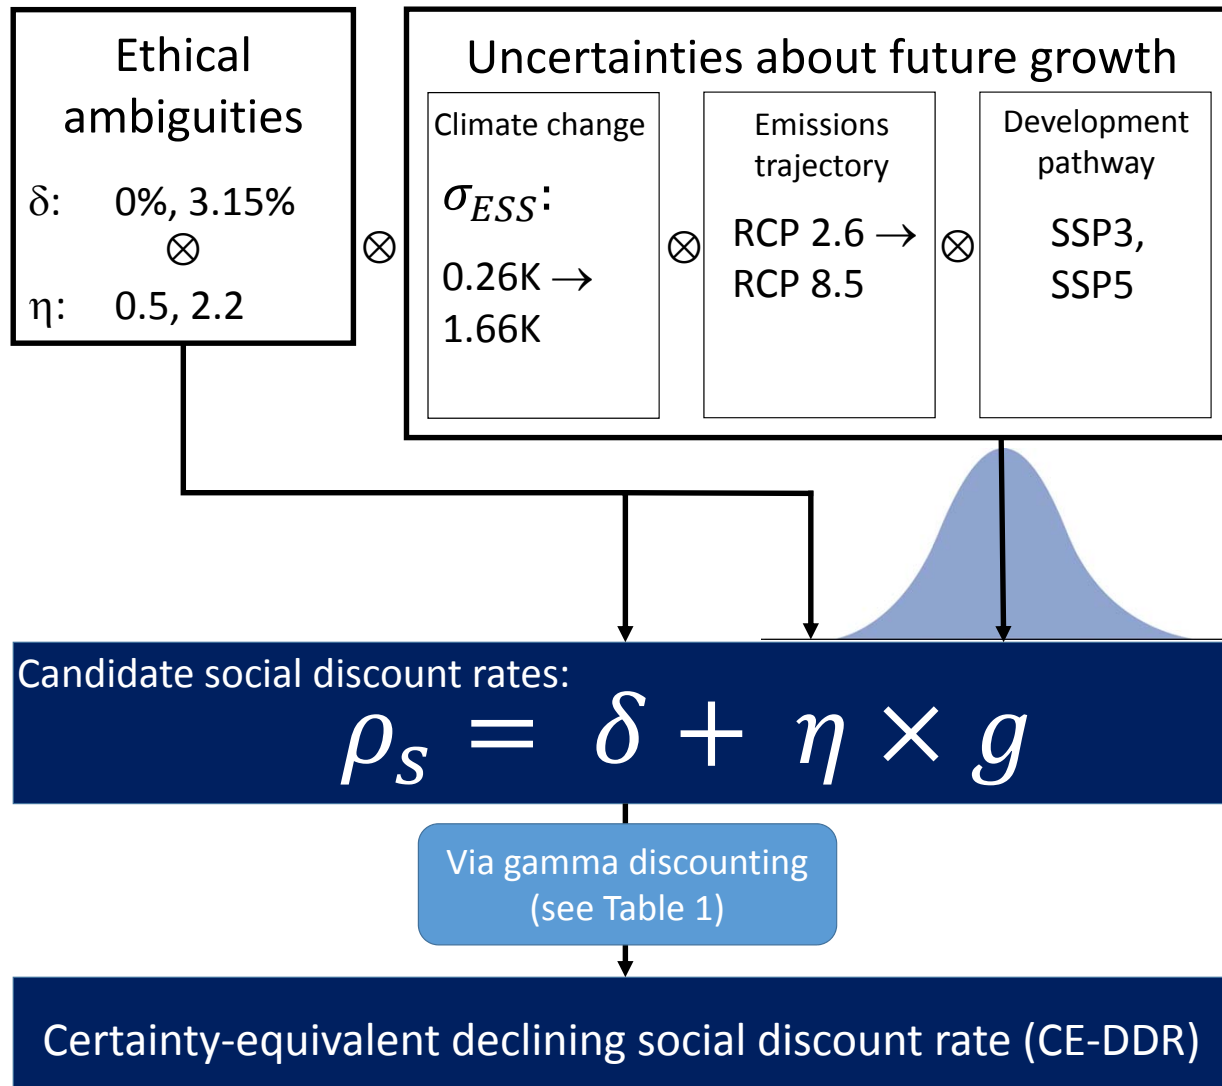 Ethical
ambiguities
δ: 0%, 3.15%
⊗
η: 0.5, 2.2
⊗
Uncertainties about future growth
Climate change
σ_ESS:
0.26K →
1.66K
⊗
Emissions
trajectory
RCP 2.6 →
RCP 8.5
⊗
Development
pathway
SSP3,
SSP5
Candidate social discount rates:
ρ_s = δ + η × g
Via gamma discounting
(see Table 1)
Certainty-equivalent declining social discount rate (CE-DDR)